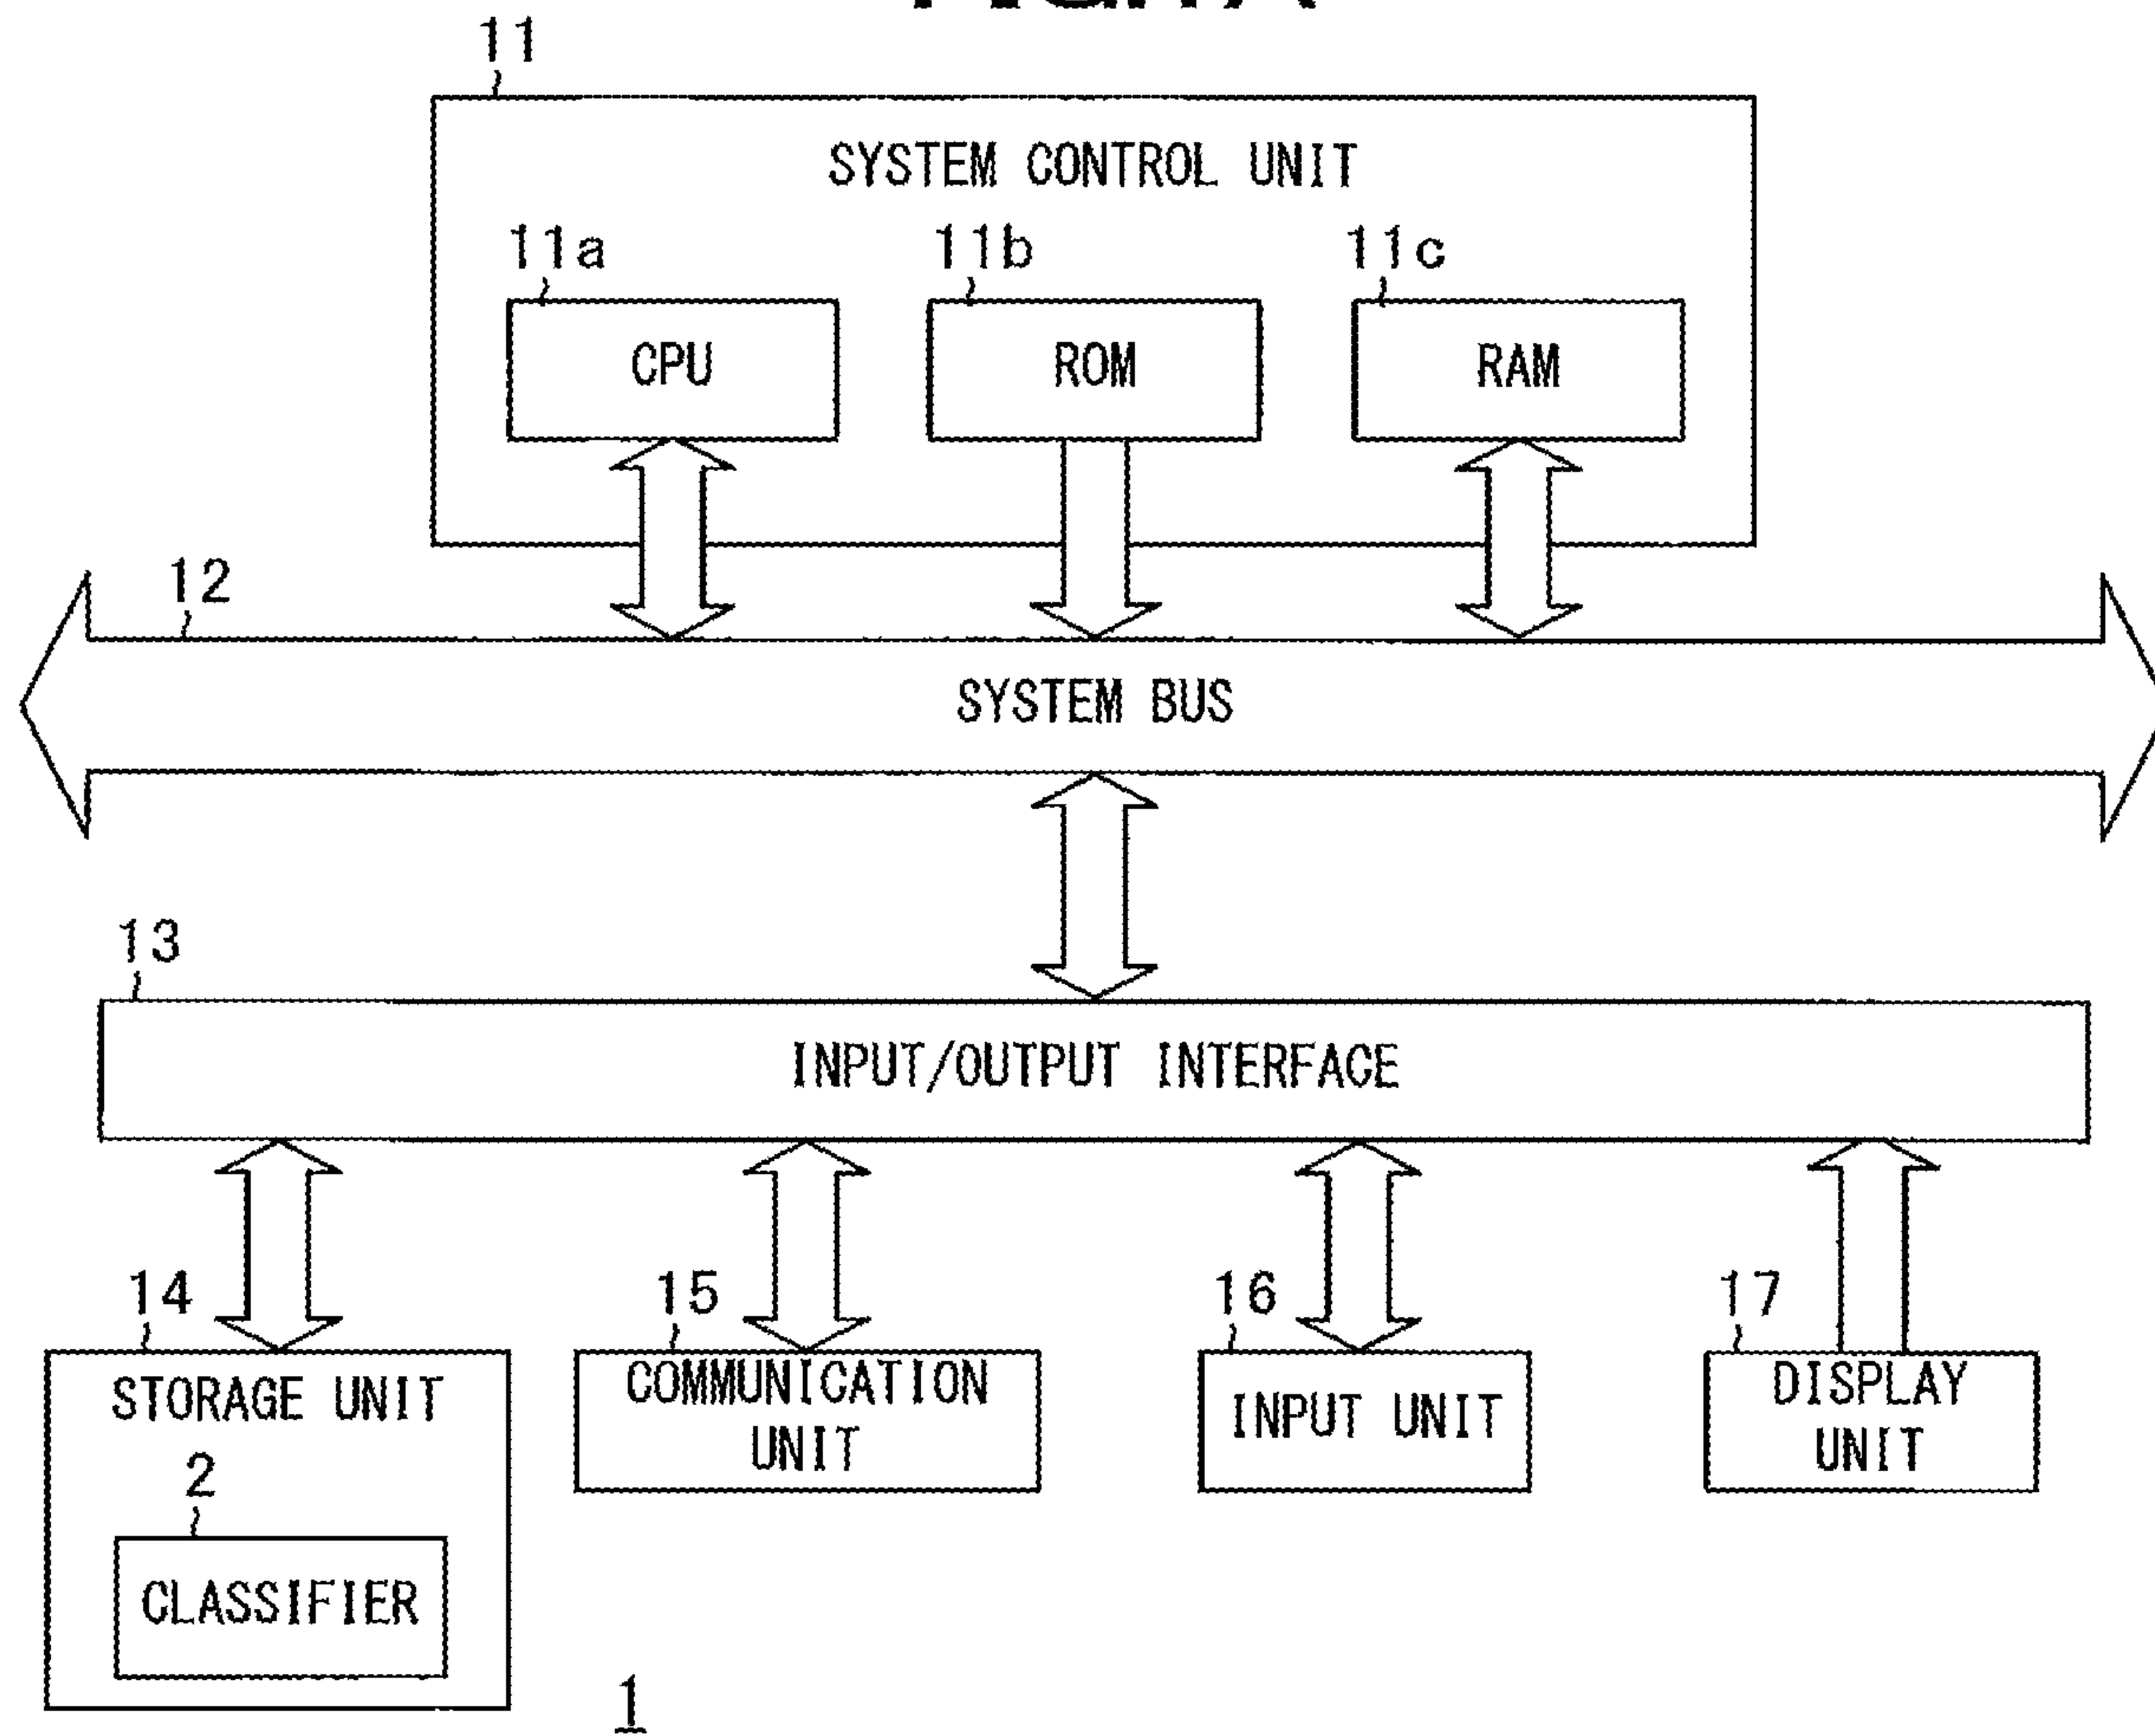 11
SYSTEM CONTROL UNIT
11a
11b
11c
CPU
ROM
RAM
12
SYSTEM BUS
13
INPUT/OUTPUT INTERFACE
14
15
16
17
STORAGE UNIT
COMMUNICATION
UNIT
INPUT UNIT
DISPLAY
UNIT
2
CLASSIFIER
1